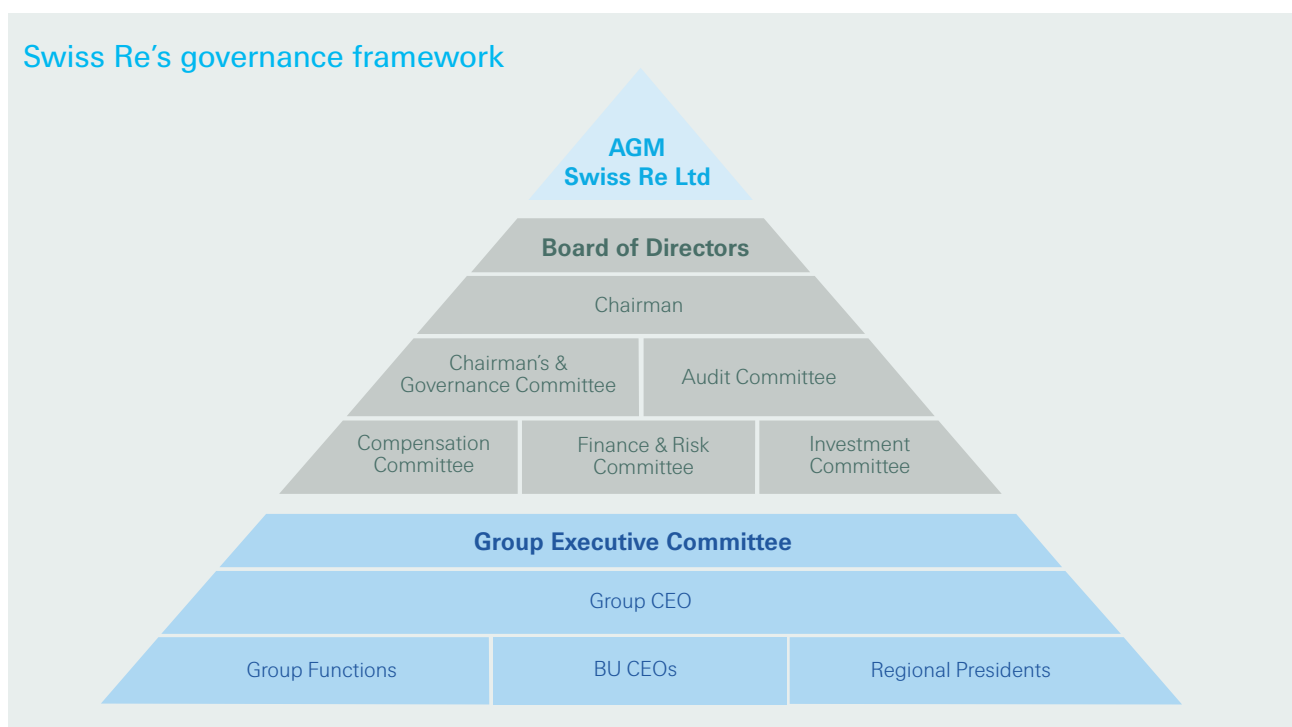 Swiss Re's governance framework
AGM
Swiss Re Ltd
Board of Directors
Chairman
Chairman's &
Governance Committee
Audit Committee
Compensation
Committee
Finance & Risk
Committee
Investment
Committee
Group Executive Committee
Group CEO
Group Functions
BU CEOs
Regional Presidents